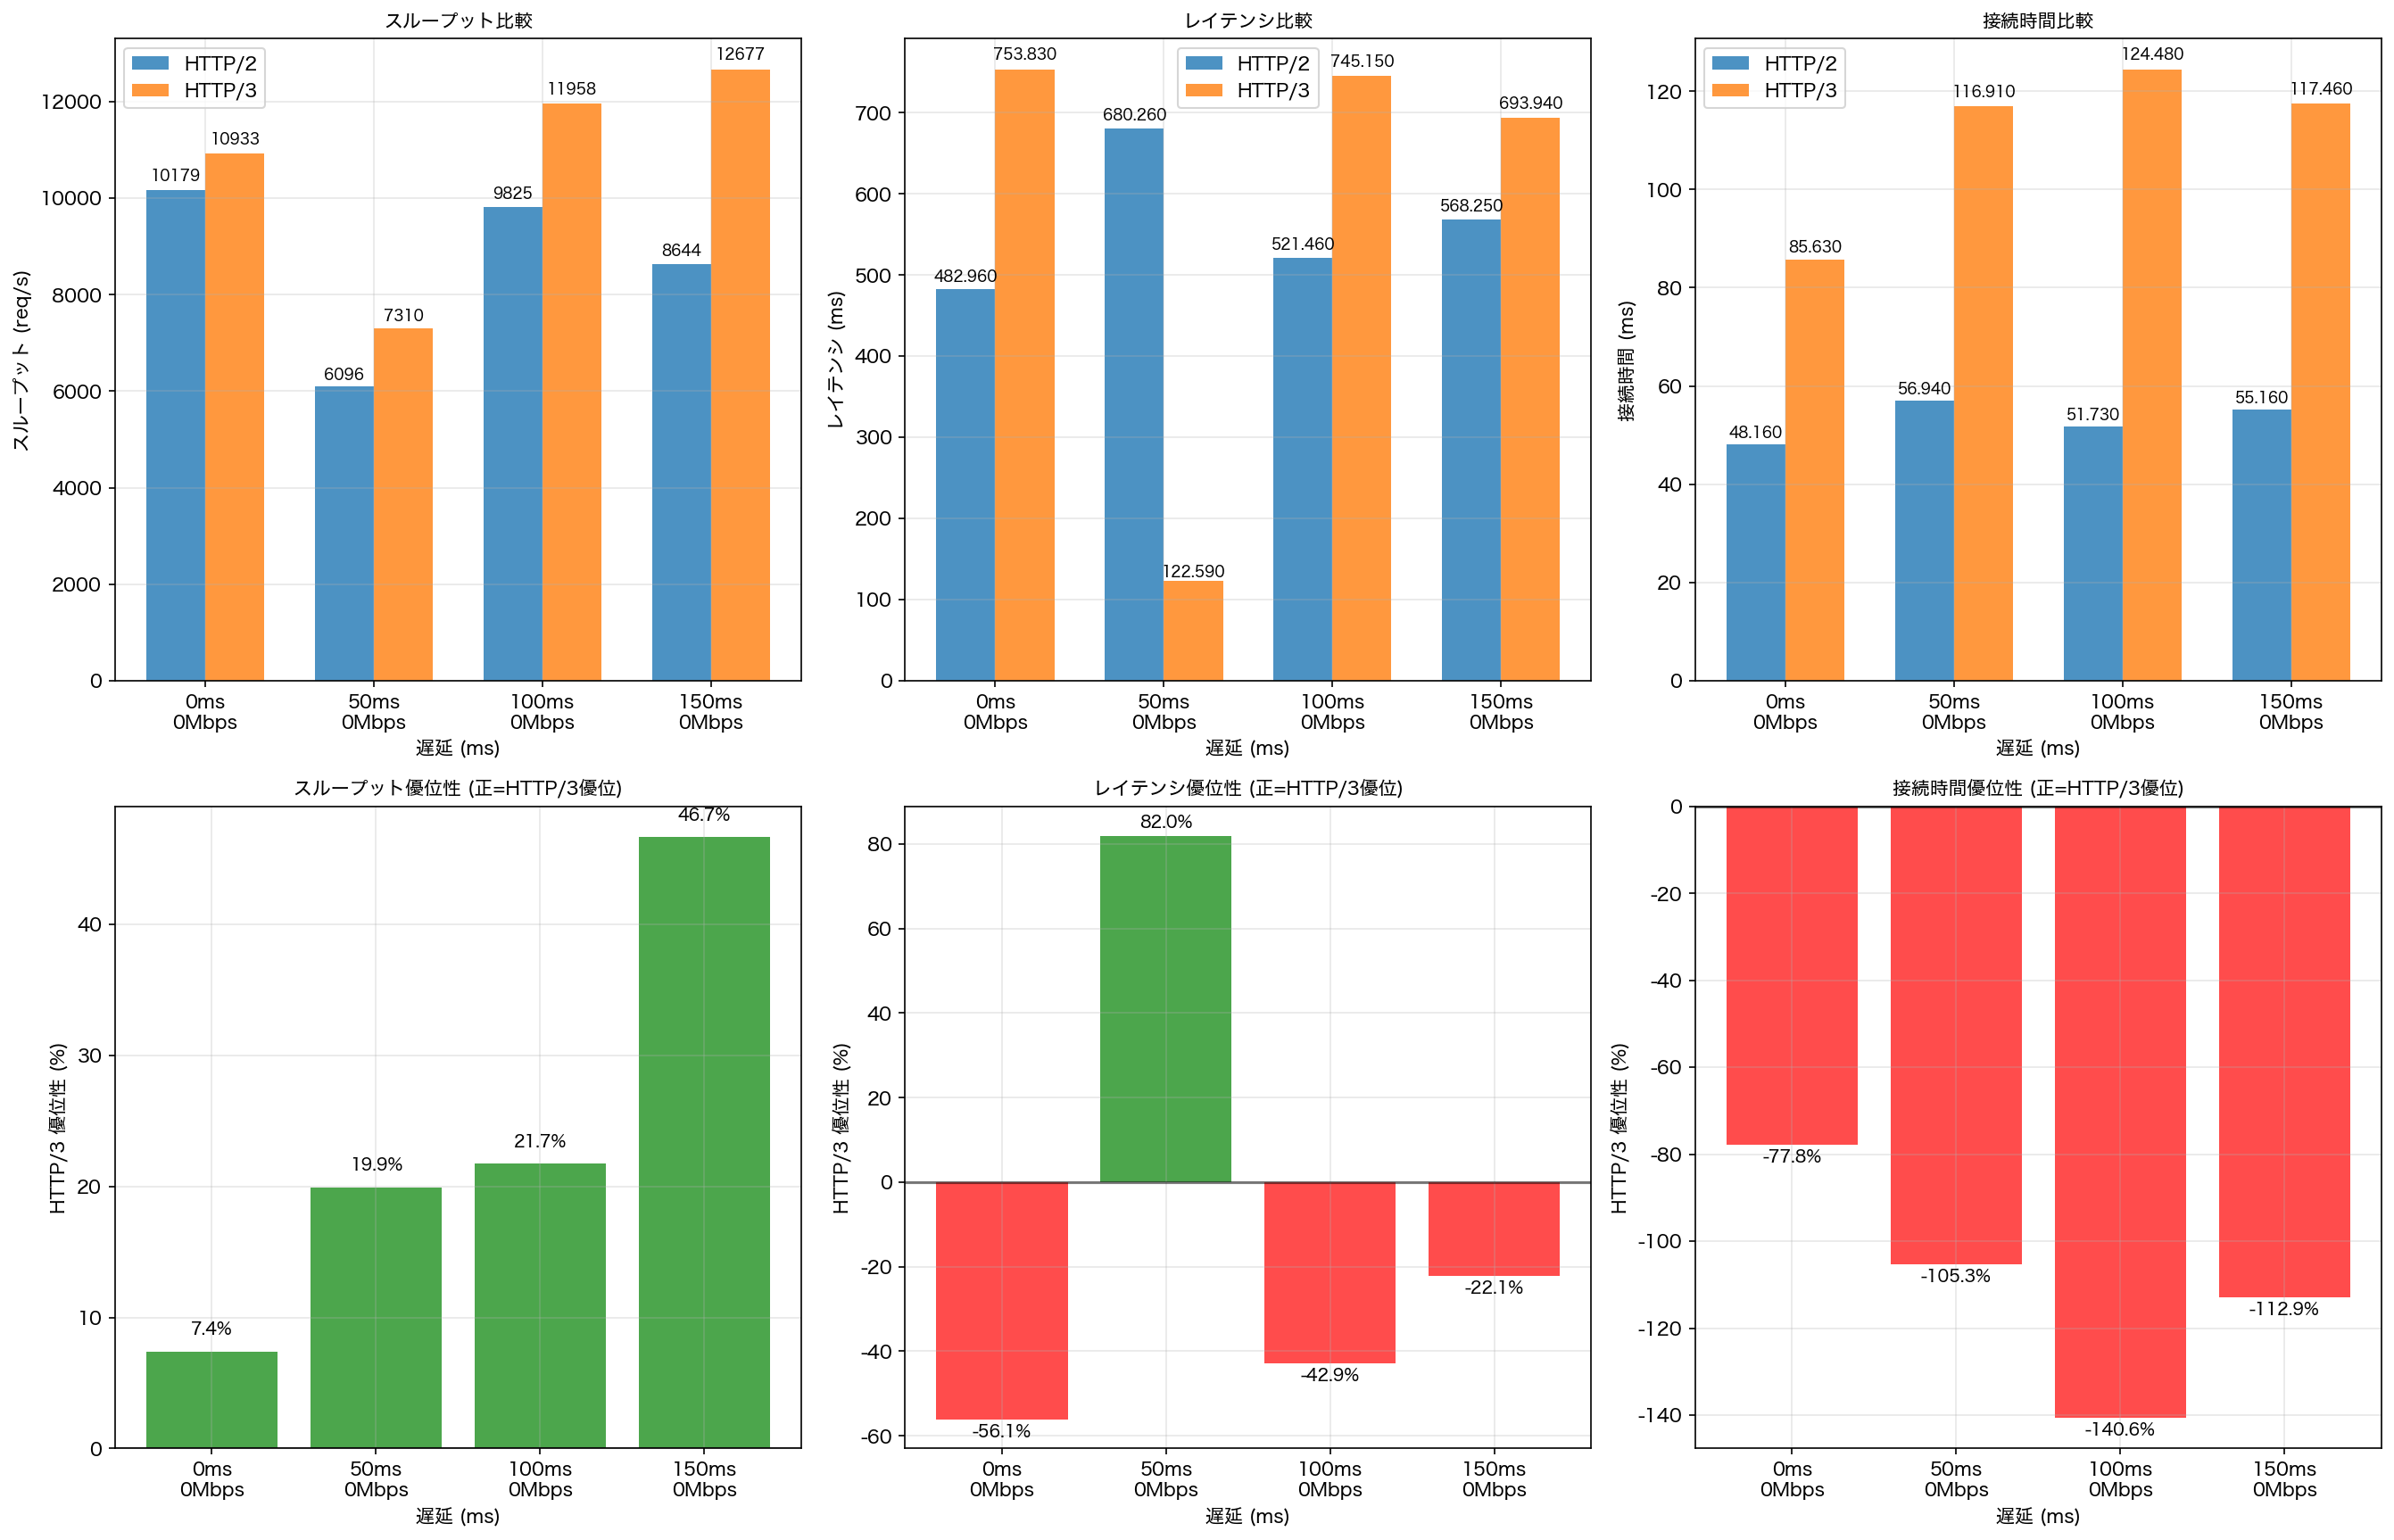 スループット比較
HTTP/2
HTTP/3
スループット (req/s)
12000
10000
8000
6000
4000
2000
0
10179
10933
6096
7310
9825
11958
8644
12677
0ms
0Mbps
50ms
0Mbps
100ms
0Mbps
150ms
0Mbps
遅延 (ms)
レイテンシ比較
HTTP/2
HTTP/3
レイテンシ (ms)
700
600
500
400
300
200
100
0
482.960
753.830
680.260
122.590
521.460
745.150
568.250
693.940
0ms
0Mbps
50ms
0Mbps
100ms
0Mbps
150ms
0Mbps
遅延 (ms)
接続時間比較
HTTP/2
HTTP/3
接続時間 (ms)
120
100
80
60
40
20
0
48.160
85.630
56.940
116.910
51.730
124.480
55.160
117.460
0ms
0Mbps
50ms
0Mbps
100ms
0Mbps
150ms
0Mbps
遅延 (ms)
スループット優位性 (正=HTTP/3優位)
HTTP/3 優位性 (%)
40
30
20
10
0
7.4%
19.9%
21.7%
46.7%
0ms
0Mbps
50ms
0Mbps
100ms
0Mbps
150ms
0Mbps
遅延 (ms)
レイテンシ優位性 (正=HTTP/3優位)
HTTP/3 優位性 (%)
80
60
40
20
0
-20
-40
-60
-56.1%
82.0%
-42.9%
-22.1%
0ms
0Mbps
50ms
0Mbps
100ms
0Mbps
150ms
0Mbps
遅延 (ms)
接続時間優位性 (正=HTTP/3優位)
HTTP/3 優位性 (%)
0
-20
-40
-60
-80
-100
-120
-140
-77.8%
-105.3%
-140.6%
-112.9%
0ms
0Mbps
50ms
0Mbps
100ms
0Mbps
150ms
0Mbps
遅延 (ms)